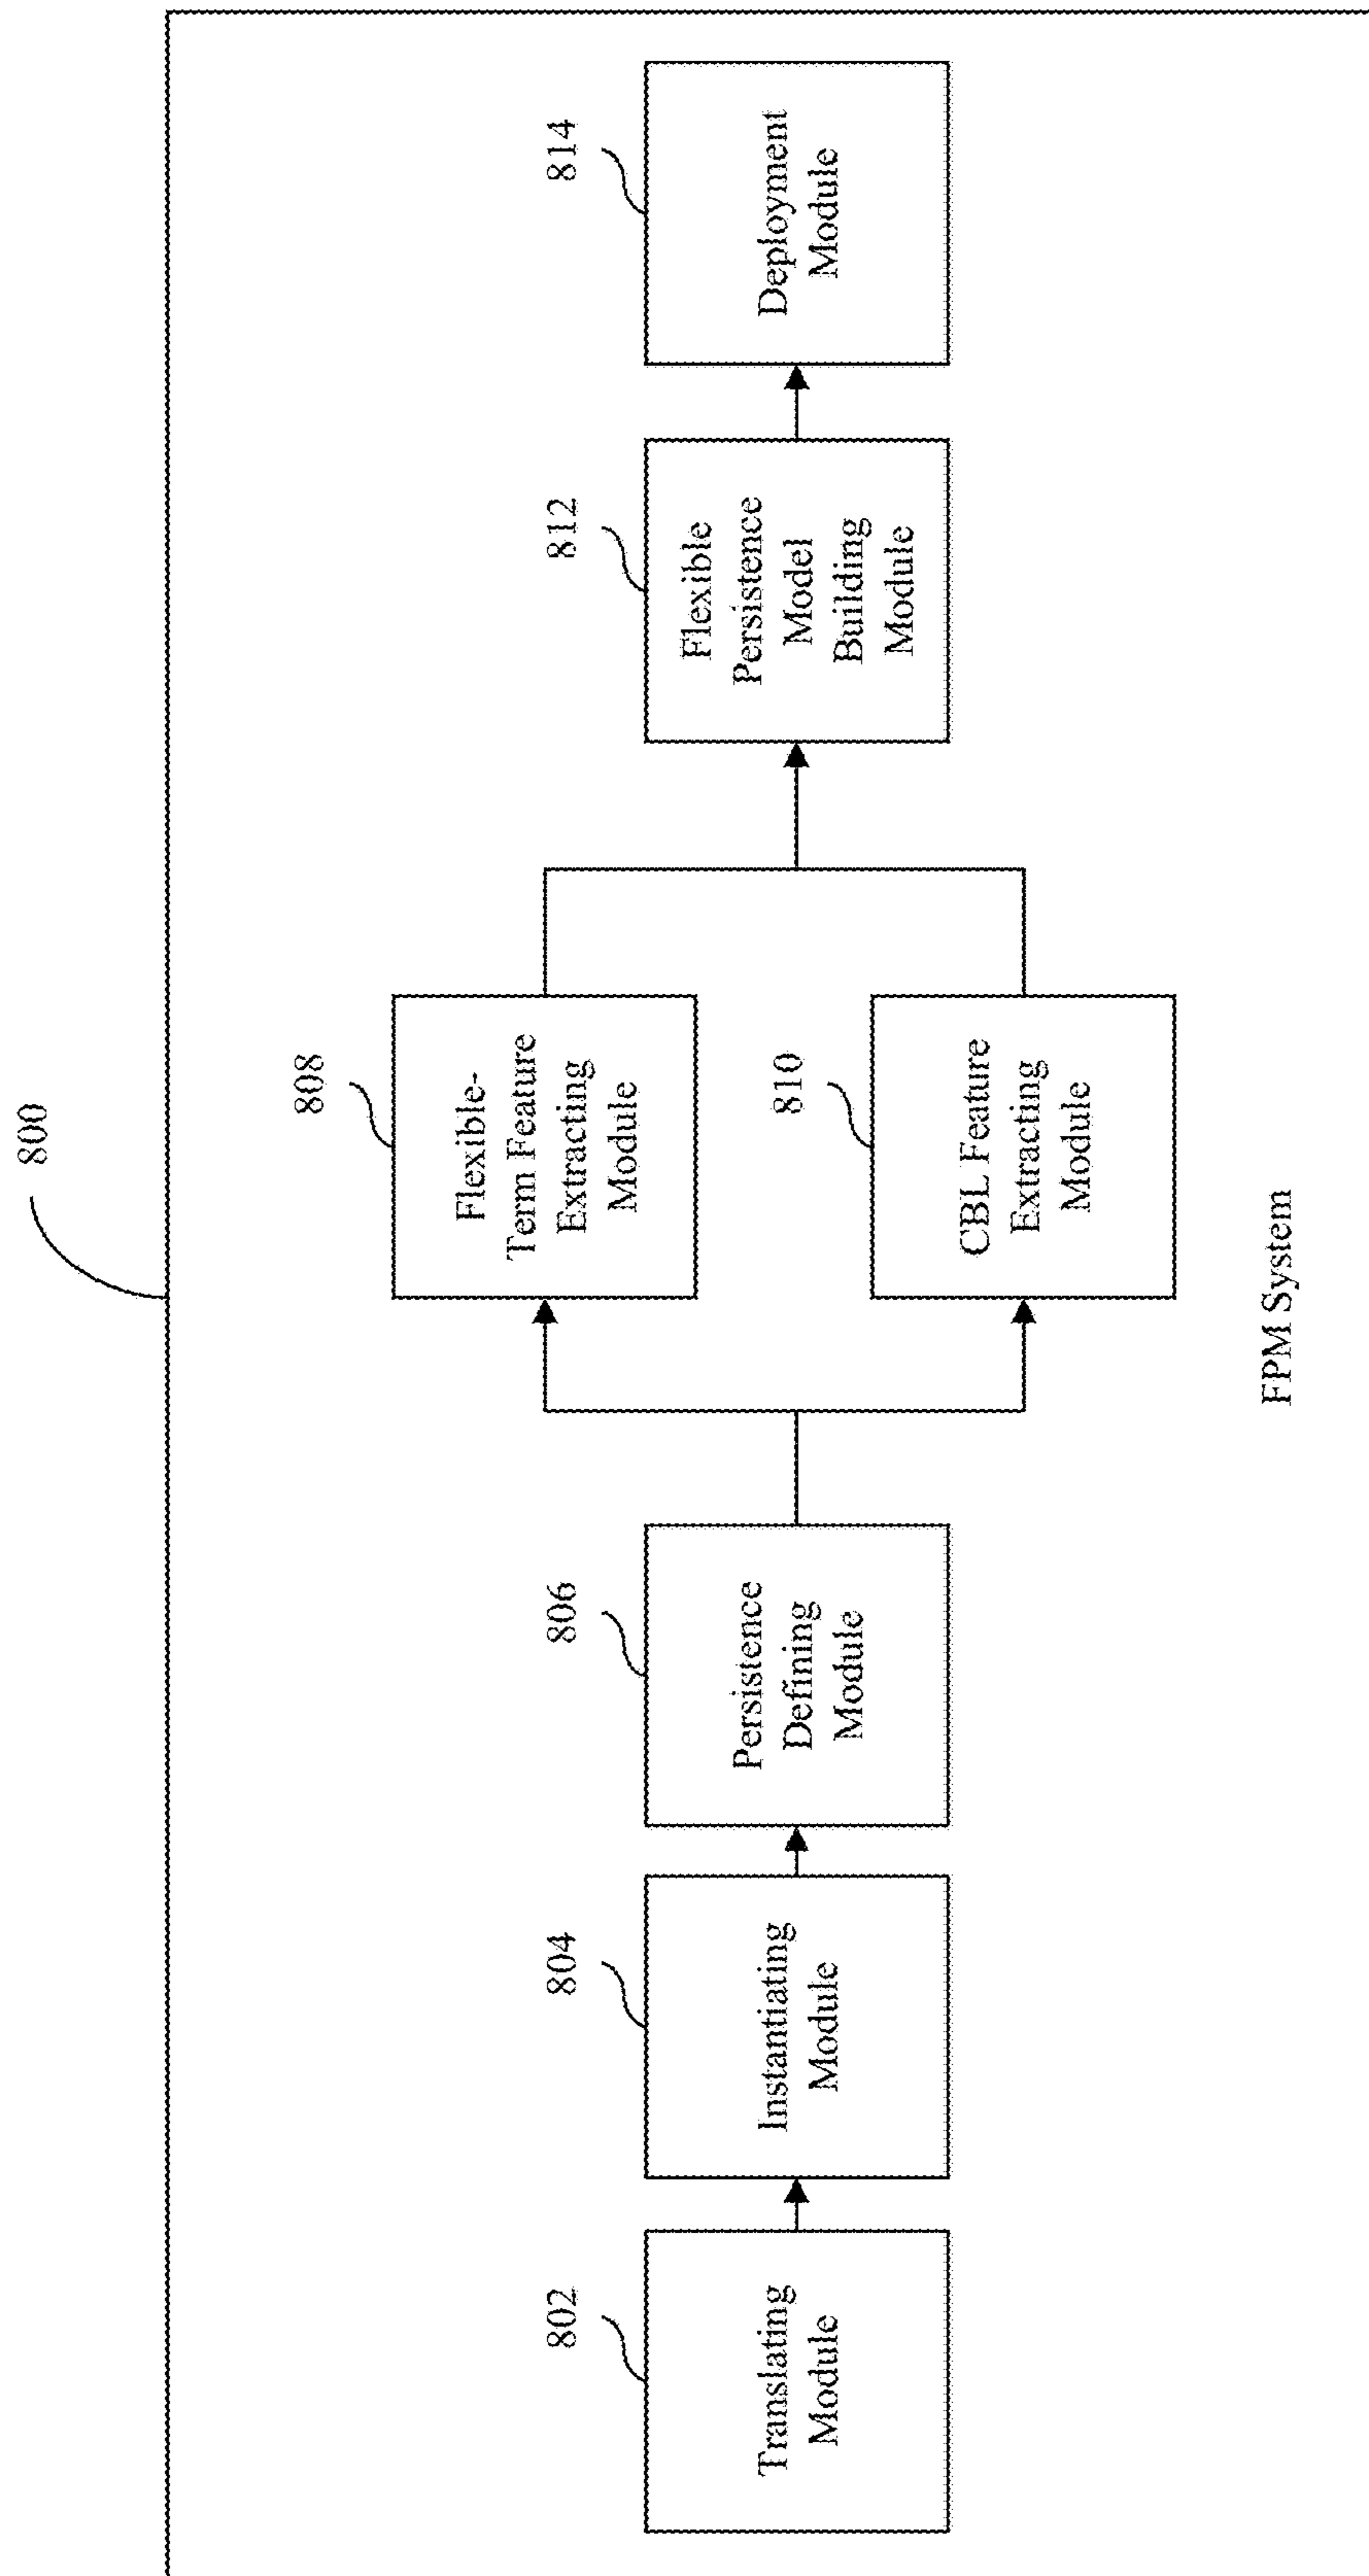 800
802
Translating
Module
804
Instantiating
Module
806
Persistence
Defining
Module
808
Flexible-
Term Feature
Extracting
Module
810
CBL Feature
Extracting
Module
812
Flexible
Persistence
Model
Building
Module
814
Deployment
Module
FPM System